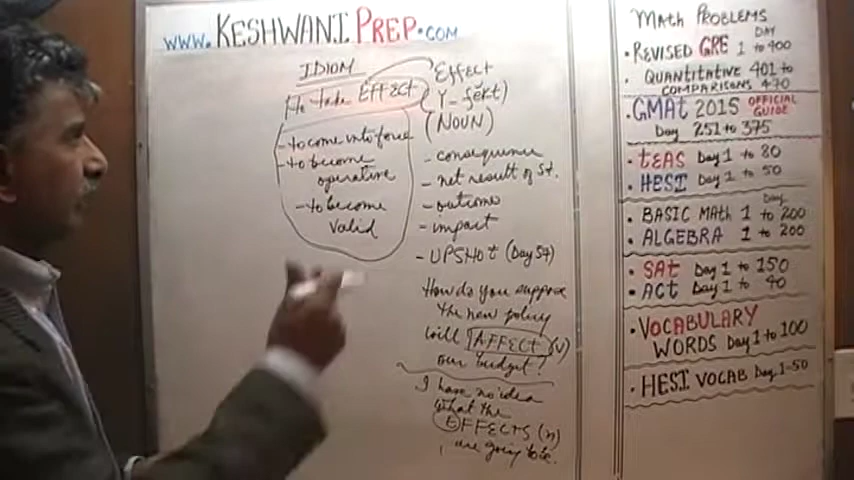 www.KESHWANI PREP.com
IDIOM
To take EFFECT
- to come into force
- to become
operative
- to become
valid
Effect
(Y_fĕkt)
(NOUN)
- consequence
- net result of st.
- outcome
- impact
- UPSHOT (Day 57)
How do you suppose
the new policy
will AFFECT (v)
our budget?
I have no idea
what the
EFFECTS (n)
are going to be.
MATH PROBLEMS
DAY
• REVISED GRE 1 to 400
• QUANTITATIVE 401 to
COMPARISONS 470
• GMAT 2015 OFFICIAL GUIDE
Day 251 to 375
• TEAS Day 1 to 80
• HESI Day 1 to 50
Day
• BASIC MATH 1 to 200
• ALGEBRA 1 to 200
• SAT Day 1 to 150
• ACT Day 1 to 40
• VOCABULARY
WORDS Day 1 to 100
• HESI VOCAB Day 1-50